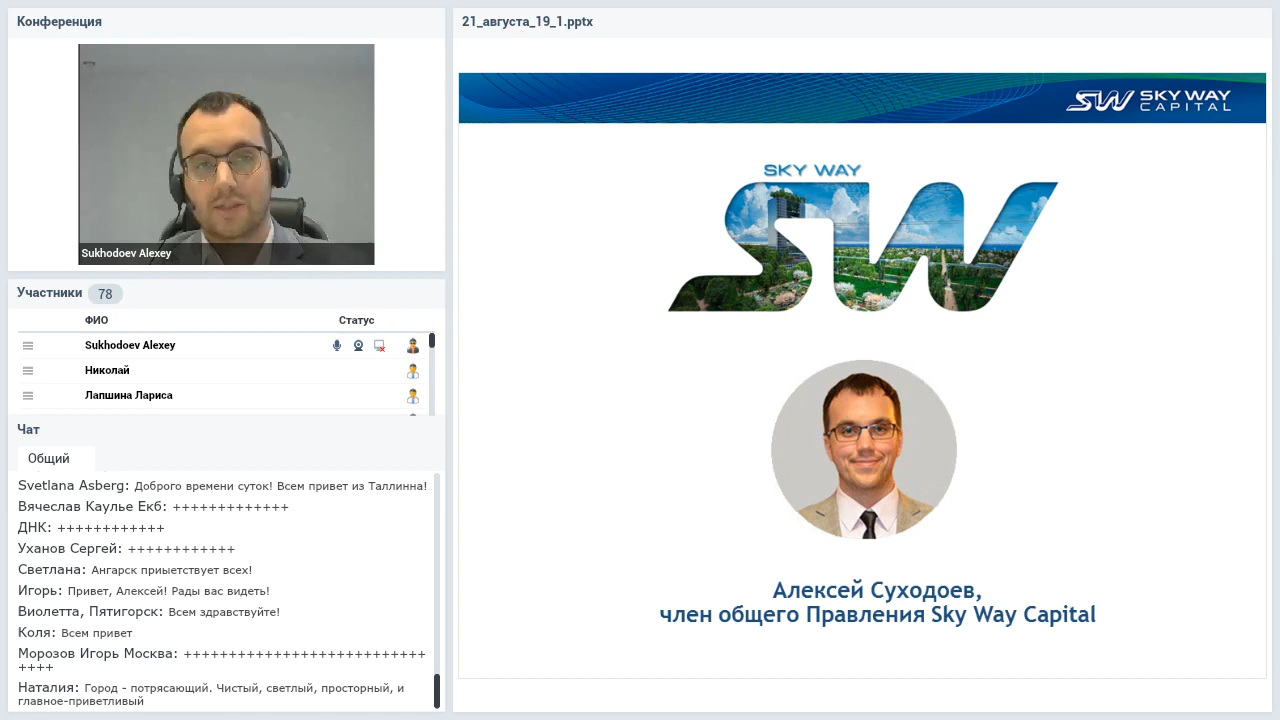 Конференция
Sukhodoev Alexey
Участники 78
ФИО Статус
Sukhodoev Alexey
Николай
Лапшина Лариса
Чат
Общий
Svetlana Asberg: Доброго времени суток! Всем привет из Таллинна!
Вячеслав Каулье Екб: +++++++++++++
ДНК: ++++++++++++
Уханов Сергей: ++++++++++++
Светлана: Ангарск приыетствует всех!
Игорь: Привет, Алексей! Рады вас видеть!
Виолетта, Пятигорск: Всем здравствуйте!
Коля: Всем привет
Морозов Игорь Москва: +++++++++++++++++++++++++++
++++
Наталия: Город - потрясающий. Чистый, светлый, просторный, и
главное-приветливый
21_августа_19_1.pptx
SW SKY WAY
CAPITAL
SKY WAY
SW
Алексей Суходоев,
член общего Правления Sky Way Capital